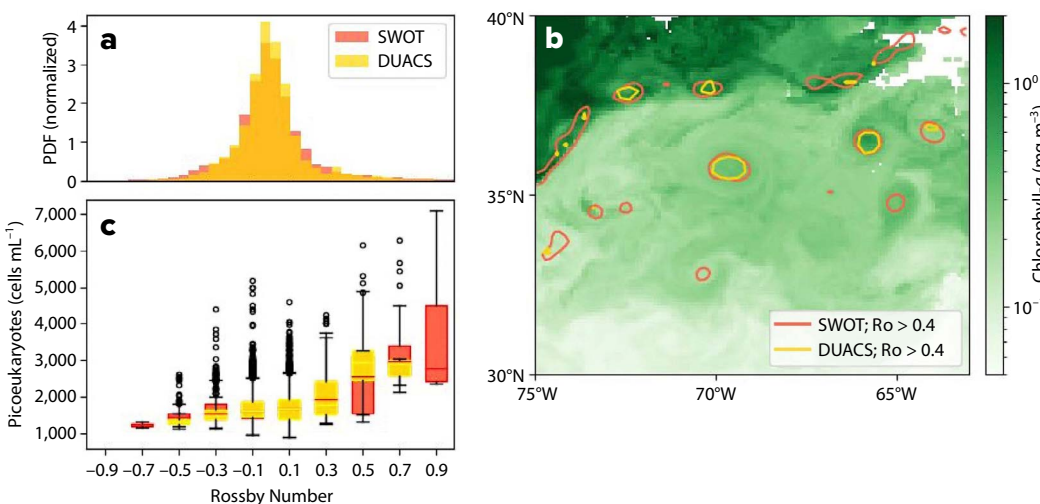 a
SWOT
DUACS
PDF (normalized)
4
3
2
1
0
c
Picoeukaryotes (cells mL⁻¹)
7,000
6,000
5,000
4,000
3,000
2,000
1,000
−0.9 −0.7 −0.5 −0.3 −0.1 0.1 0.3 0.5 0.7 0.9
Rossby Number
b
40°N
35°N
30°N
75°W 70°W 65°W
SWOT; Ro > 0.4
DUACS; Ro > 0.4
10⁰
10⁻
Chlorophyll-a (mg m⁻³)